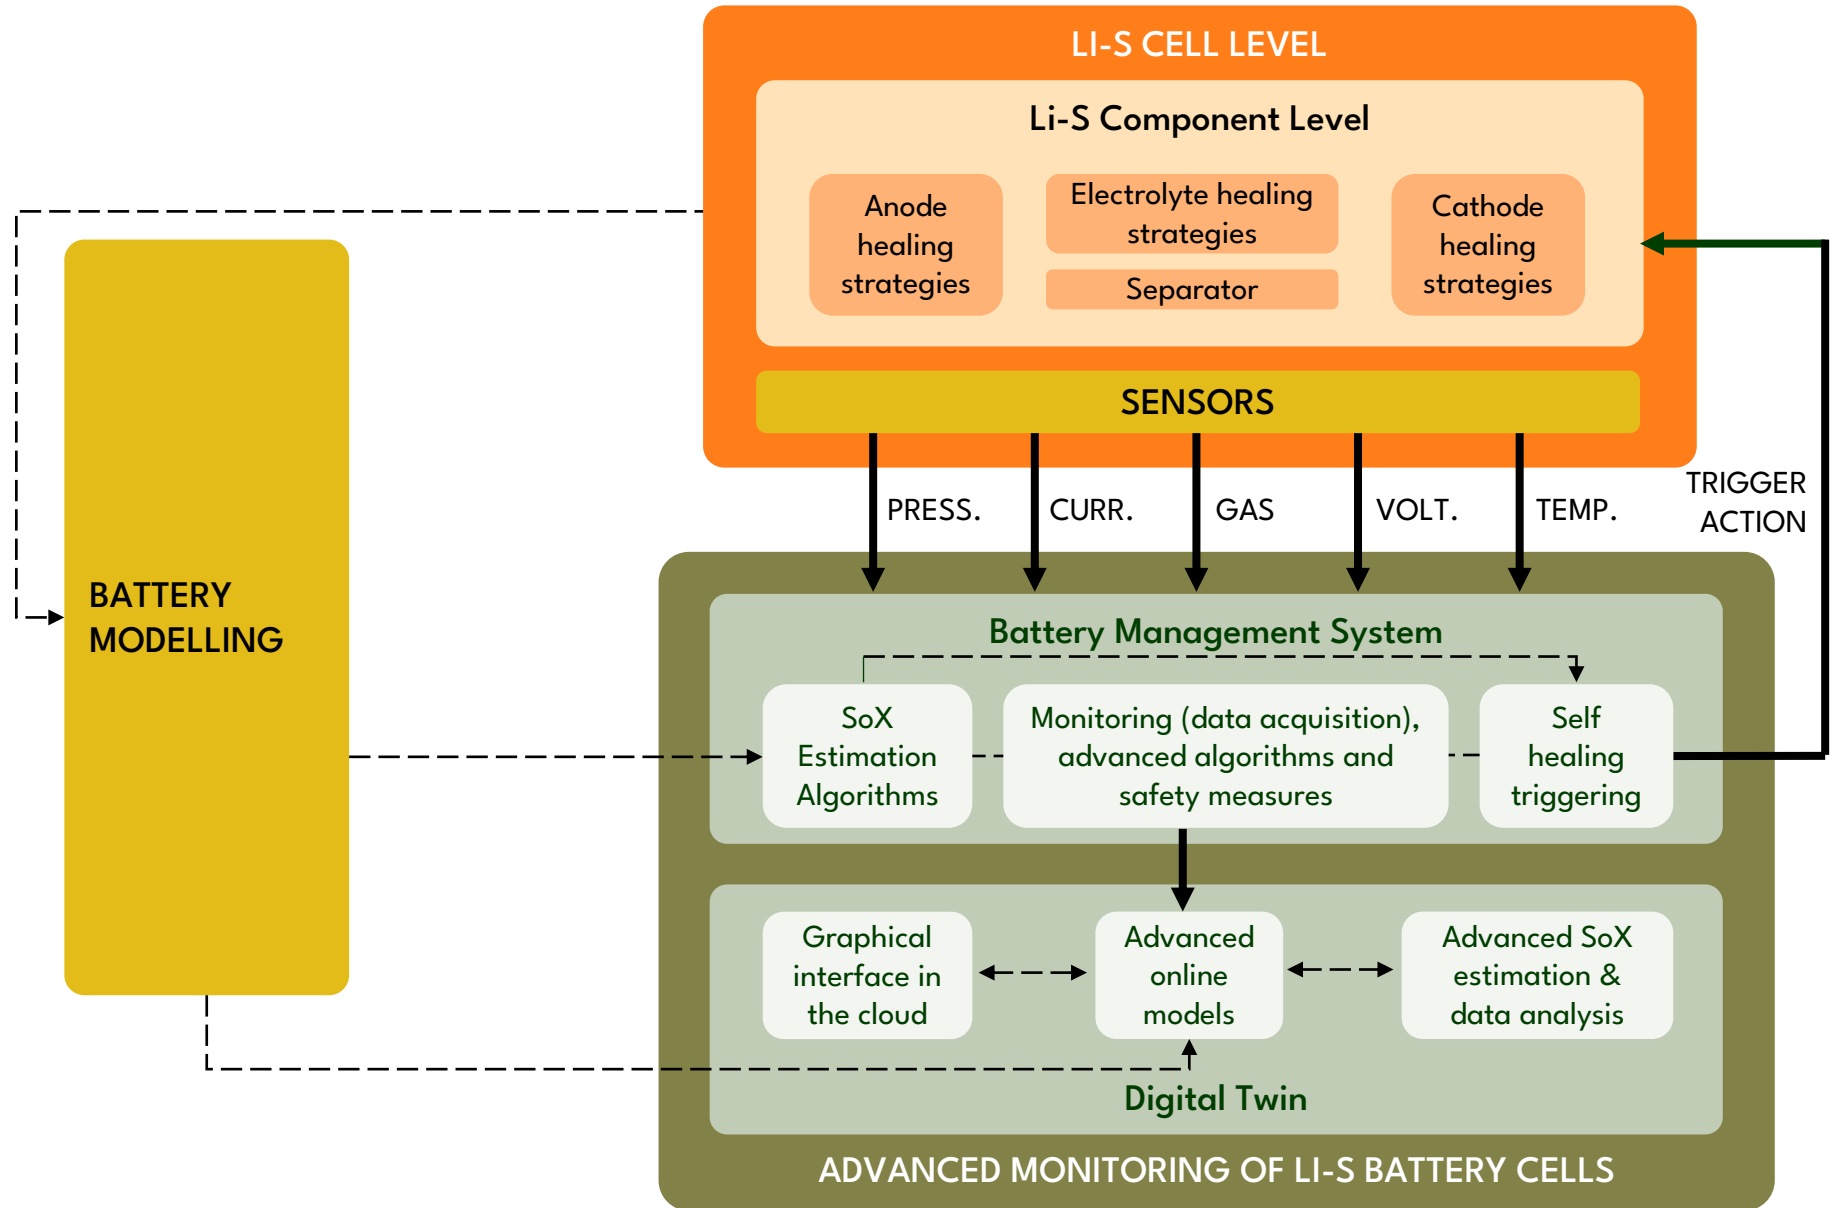 LI-S CELL LEVEL
Li-S Component Level
Anode
healing
strategies
Electrolyte healing
strategies
Separator
Cathode
healing
strategies
SENSORS
PRESS.
CURR.
GAS
VOLT.
TEMP.
TRIGGER
ACTION
BATTERY
MODELLING
Battery Management System
SoX
Estimation
Algorithms
Monitoring (data acquisition),
advanced algorithms and
safety measures
Self
healing
triggering
Graphical
interface in
the cloud
Advanced
online
models
Advanced SoX
estimation &
data analysis
Digital Twin
ADVANCED MONITORING OF LI-S BATTERY CELLS